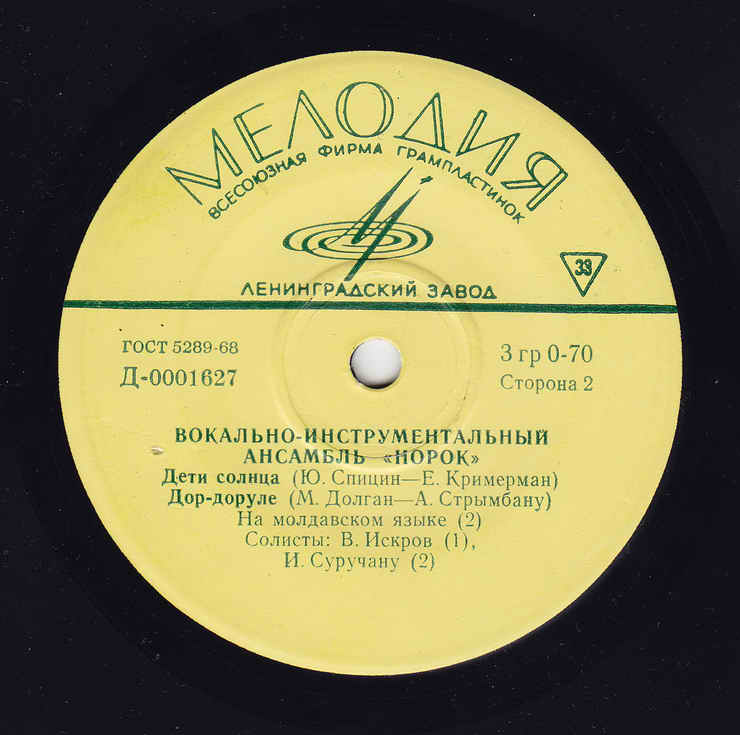 МЕЛОДИЯ
ВСЕСОЮЗНАЯ ФИРМА ГРАМПЛАСТИНОК
33
ЛЕНИНГРАДСКИЙ ЗАВОД
ГОСТ 5289-68
3 гр 0-70
Д-0001627
Сторона 2
ВОКАЛЬНО-ИНСТРУМЕНТАЛЬНЫЙ
АНСАМБЛЬ «НОРОК»
Дети солнца (Ю. Спицин—Е. Кримерман)
Дор-доруле (М. Долган—А. Стрымбану)
На молдавском языке (2)
Солисты: В. Искров (1),
И. Суручану (2)